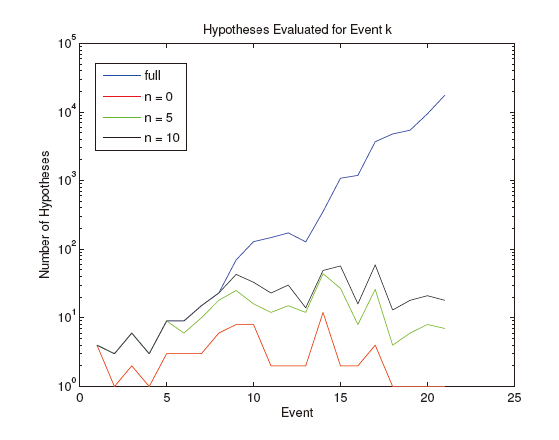 Hypotheses Evaluated for Event k
full
n = 0
n = 5
n = 10
Number of Hypotheses
10^5
10^4
10^3
10^2
10^1
10^0
0 5 10 15 20 25
Event